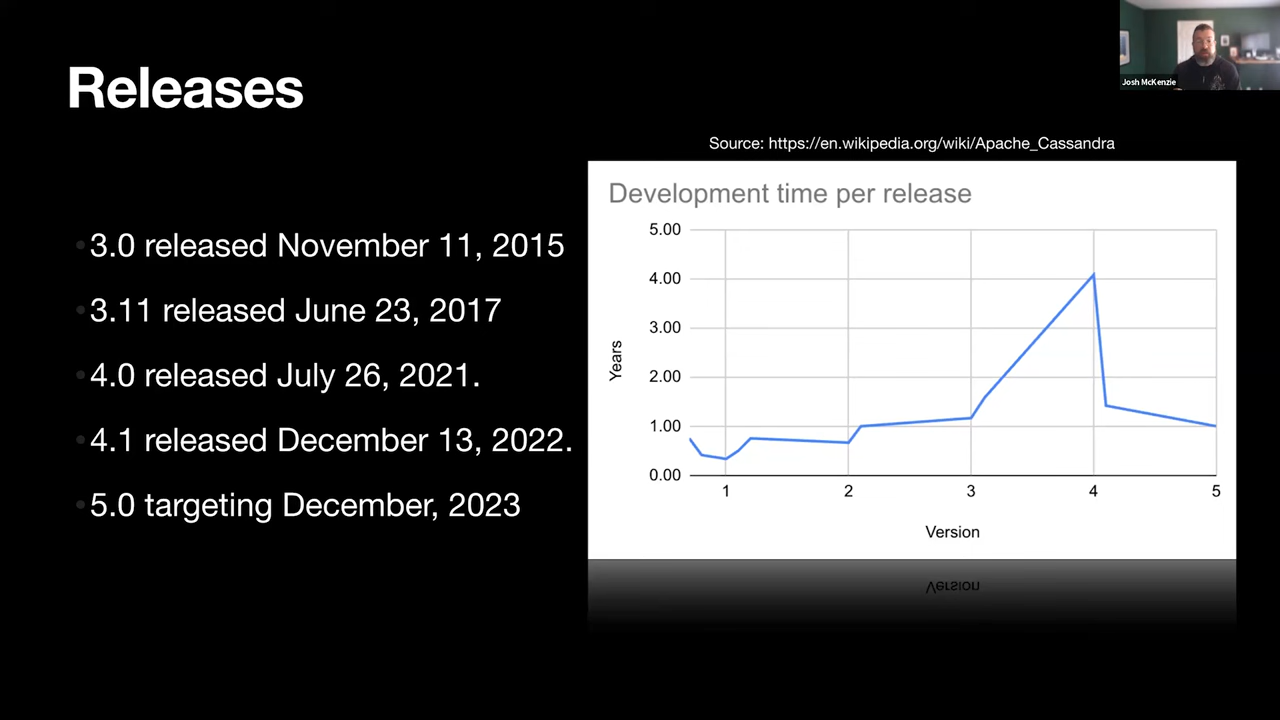 Releases
Josh McKenzie
Source: https://en.wikipedia.org/wiki/Apache_Cassandra
•3.0 released November 11, 2015
•3.11 released June 23, 2017
•4.0 released July 26, 2021.
•4.1 released December 13, 2022.
•5.0 targeting December, 2023
Development time per release
5.00
4.00
3.00
2.00
1.00
0.00
Years
1 2 3 4 5
Version
Version